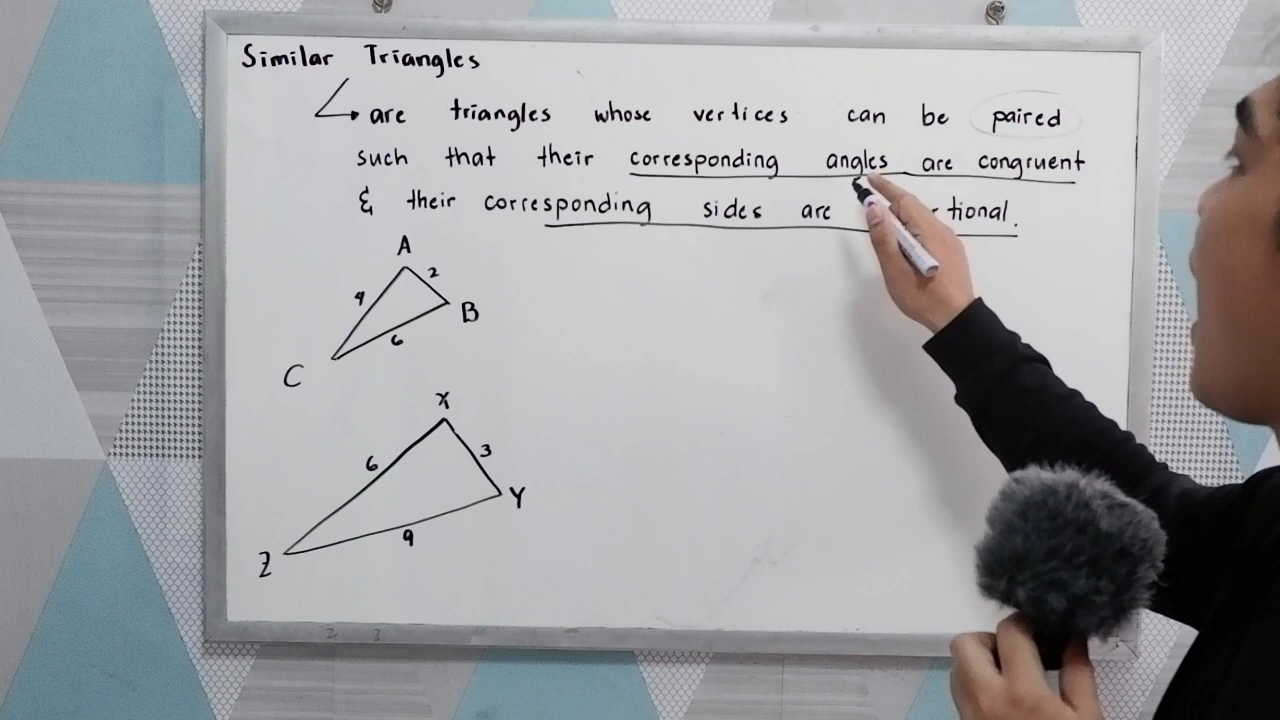 Similar Triangles
are triangles whose vertices can be paired
such that their corresponding angles are congruent
& their corresponding sides are tional.
A
2
4
B
6
C
X
6
3
Y
9
Z